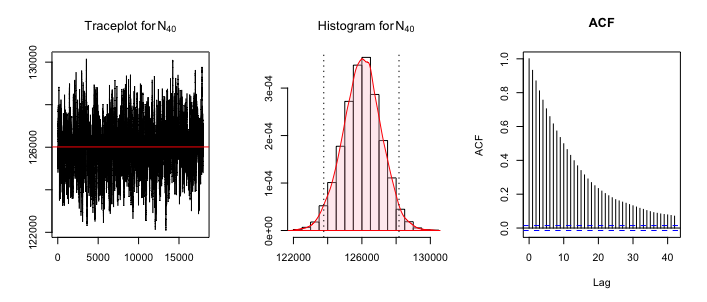 Traceplot for N40
130000
126000
122000
0 5000 10000 15000
Histogram for N40
3e-04
2e-04
1e-04
0e+00
122000 126000 130000
ACF
ACF
1.0
0.8
0.6
0.4
0.2
0.0
0 10 20 30 40
Lag